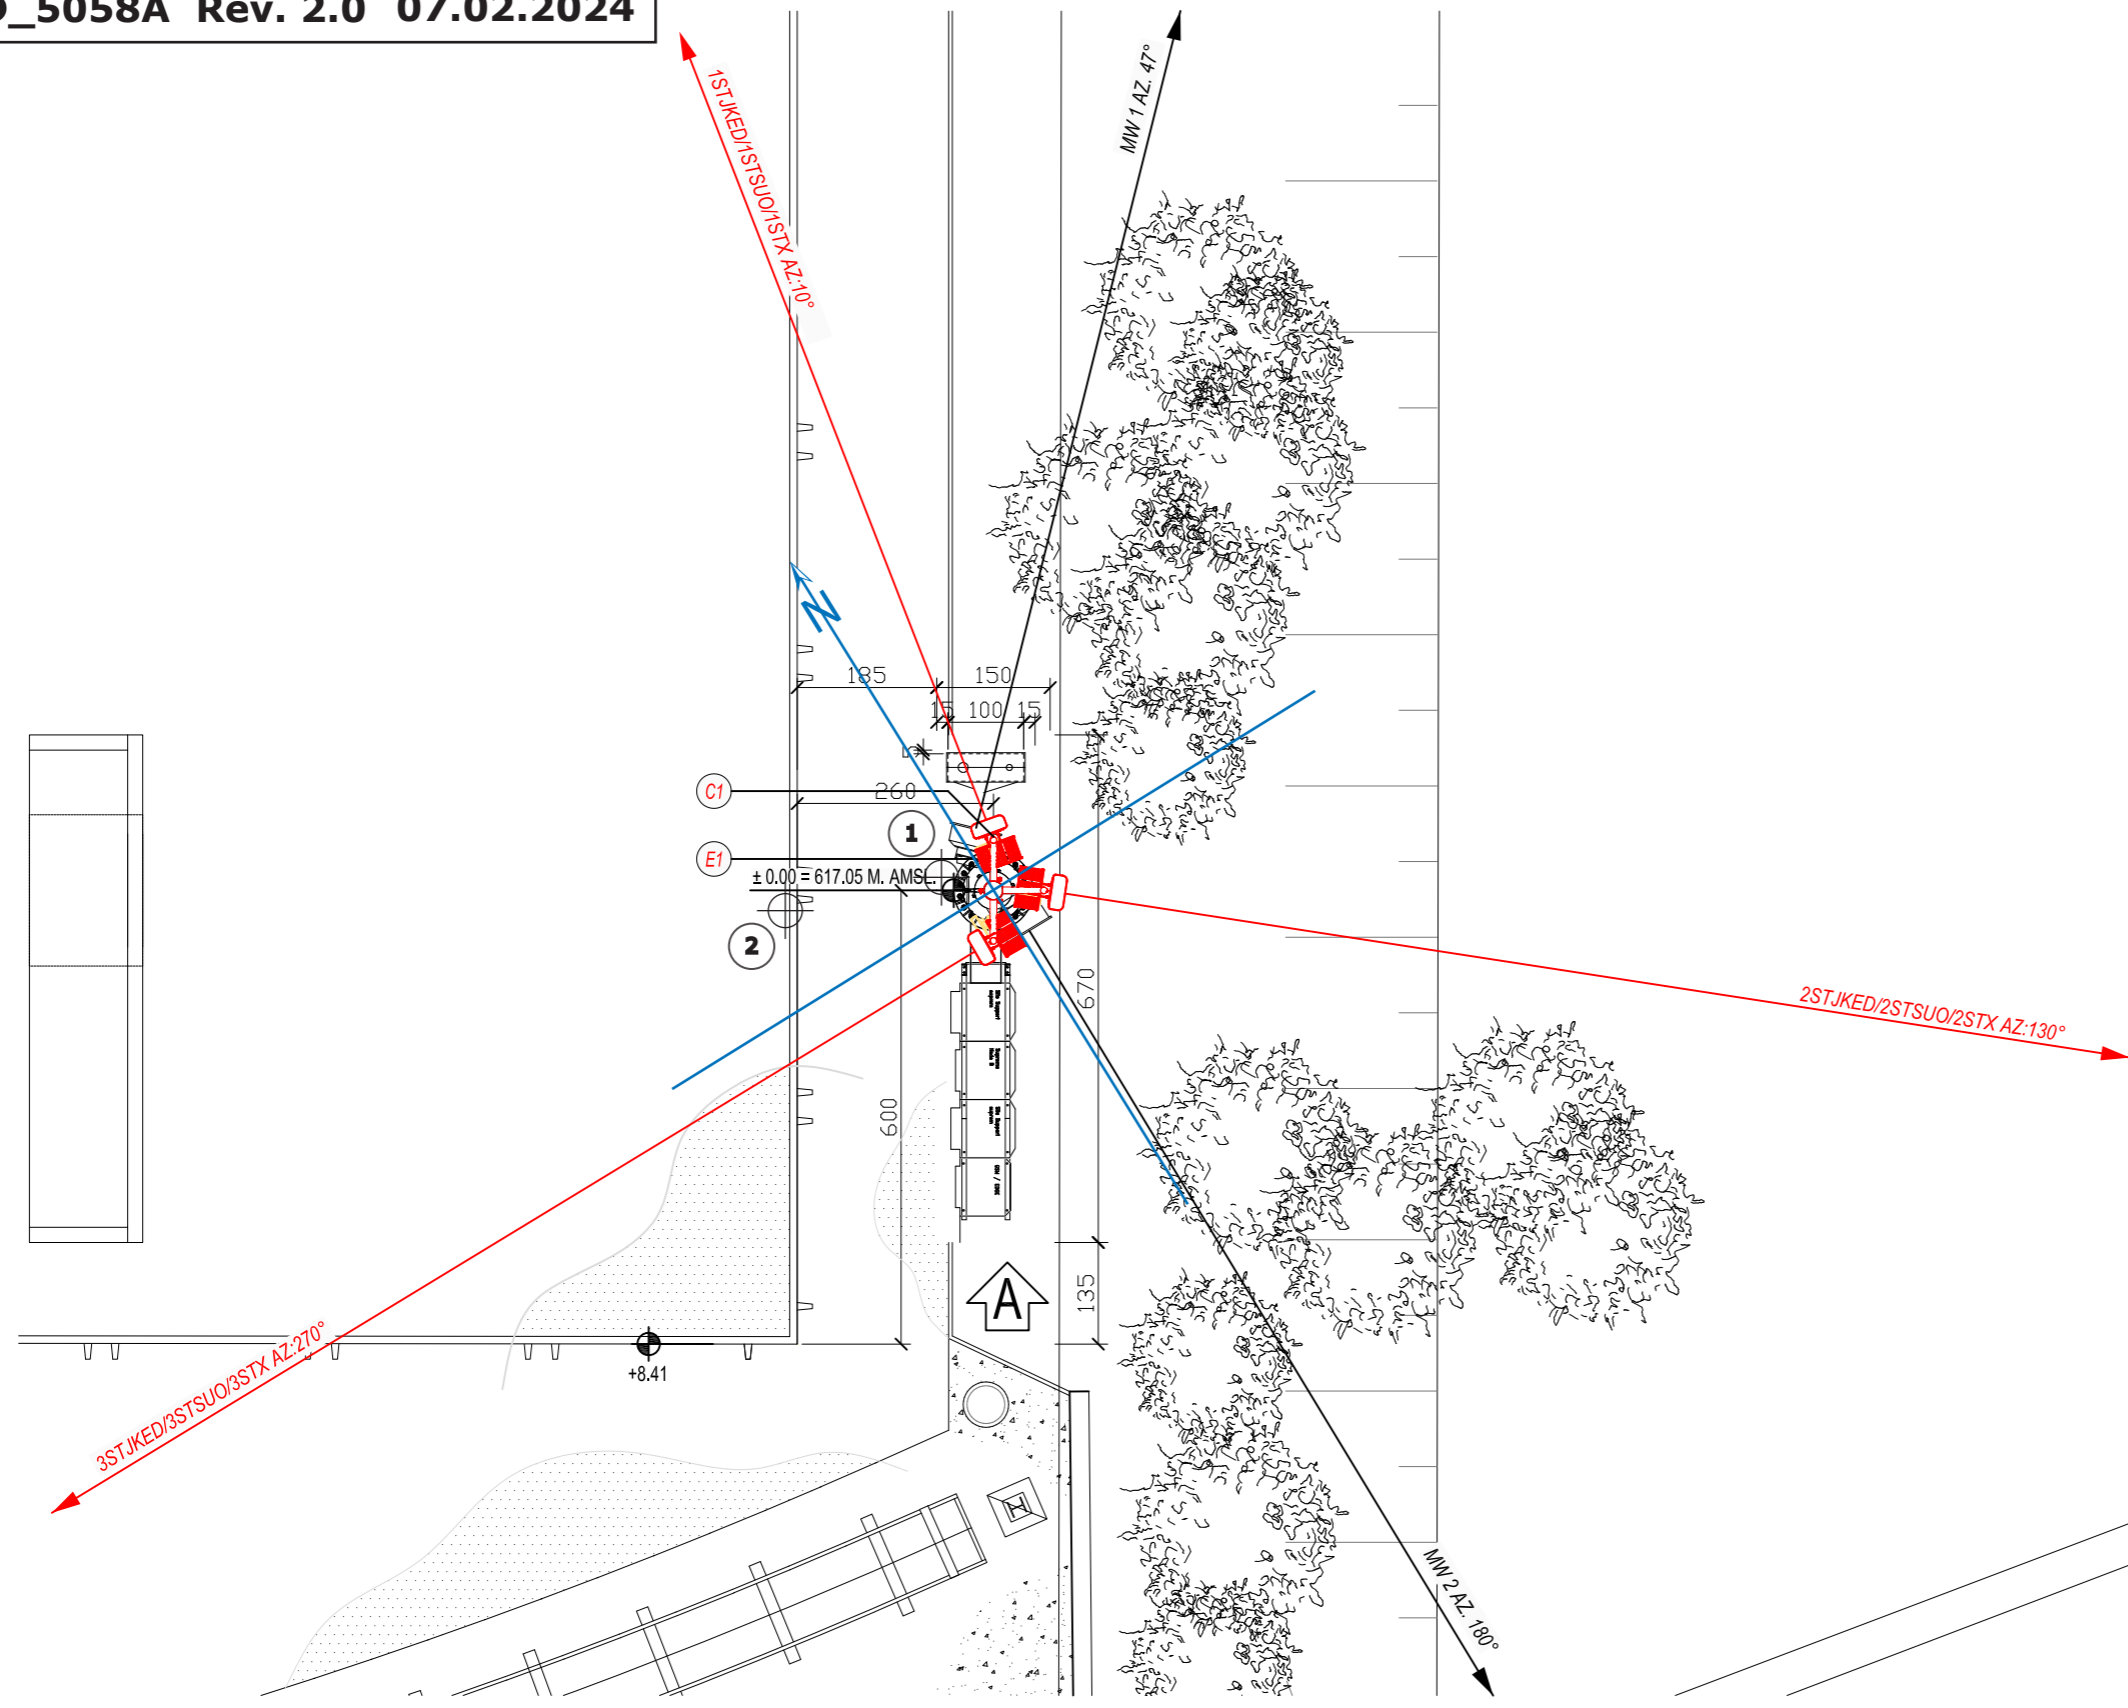 _5058A Rev. 2.0 07.02.2024
1STJKED/1STSUO/1STX AZ:10°
MW 1 AZ. 47°
N
185
150
15
100
15
5
260
C1
1
E1
± 0.00 = 617.05 M. AMSL.
2
670
2STJKED/2STSUO/2STX AZ:130°
600
135
A
3STJKED/3STSUO/3STX AZ:270°
+8.41
H
MW 2 AZ. 180°